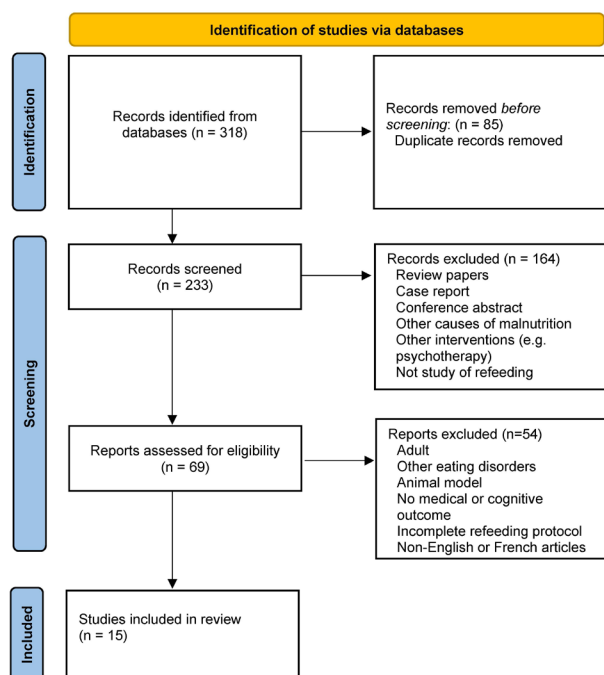 Identification of studies via databases
Identification
Records identified from
databases (n = 318)
Records removed before
screening: (n = 85)
Duplicate records removed
Screening
Records screened
(n = 233)
Records excluded (n = 164)
Review papers
Case report
Conference abstract
Other causes of malnutrition
Other interventions (e.g.
psychotherapy)
Not study of refeeding
Reports assessed for eligibility
(n = 69)
Reports excluded (n=54)
Adult
Other eating disorders
Animal model
No medical or cognitive
outcome
Incomplete refeeding protocol
Non-English or French articles
Included
Studies included in review
(n = 15)